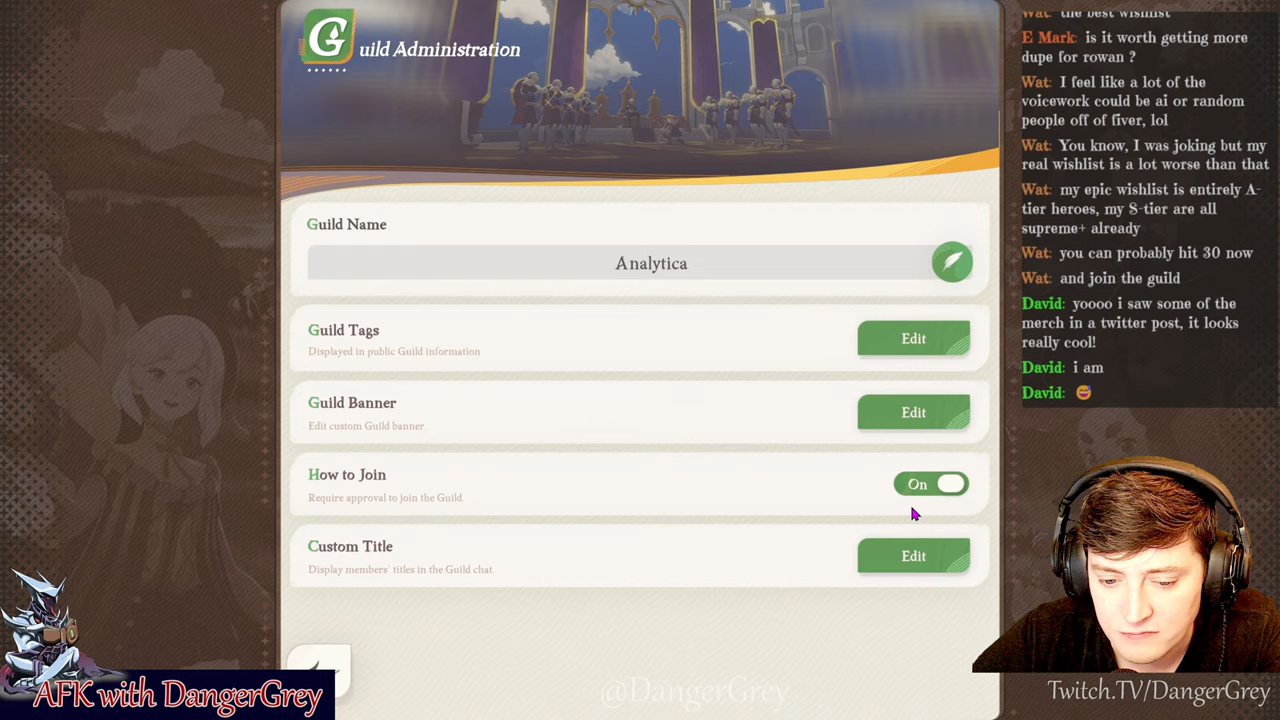 Guild Administration
Guild Name
Analytica
Guild Tags
Displayed in public Guild information
Edit
Guild Banner
Edit custom Guild banner.
Edit
How to Join
Require approval to join the Guild.
On
Custom Title
Display members' titles in the Guild chat.
Edit
Wat: the best wishlist
E Mark: is it worth getting more
dupe for rowan ?
Wat: I feel like a lot of the
voicework could be ai or random
people off of fiver, lol
Wat: You know, I was joking but my
real wishlist is a lot worse than that
Wat: my epic wishlist is entirely A-
tier heroes, my S-tier are all
supreme+ already
Wat: you can probably hit 30 now
Wat: and join the guild
David: yoooo i saw some of the
merch in a twitter post, it looks
really cool!
David: i am
David: 😅
AFK with DangerGrey
@DangerGrey
Twitch.TV/DangerGrey